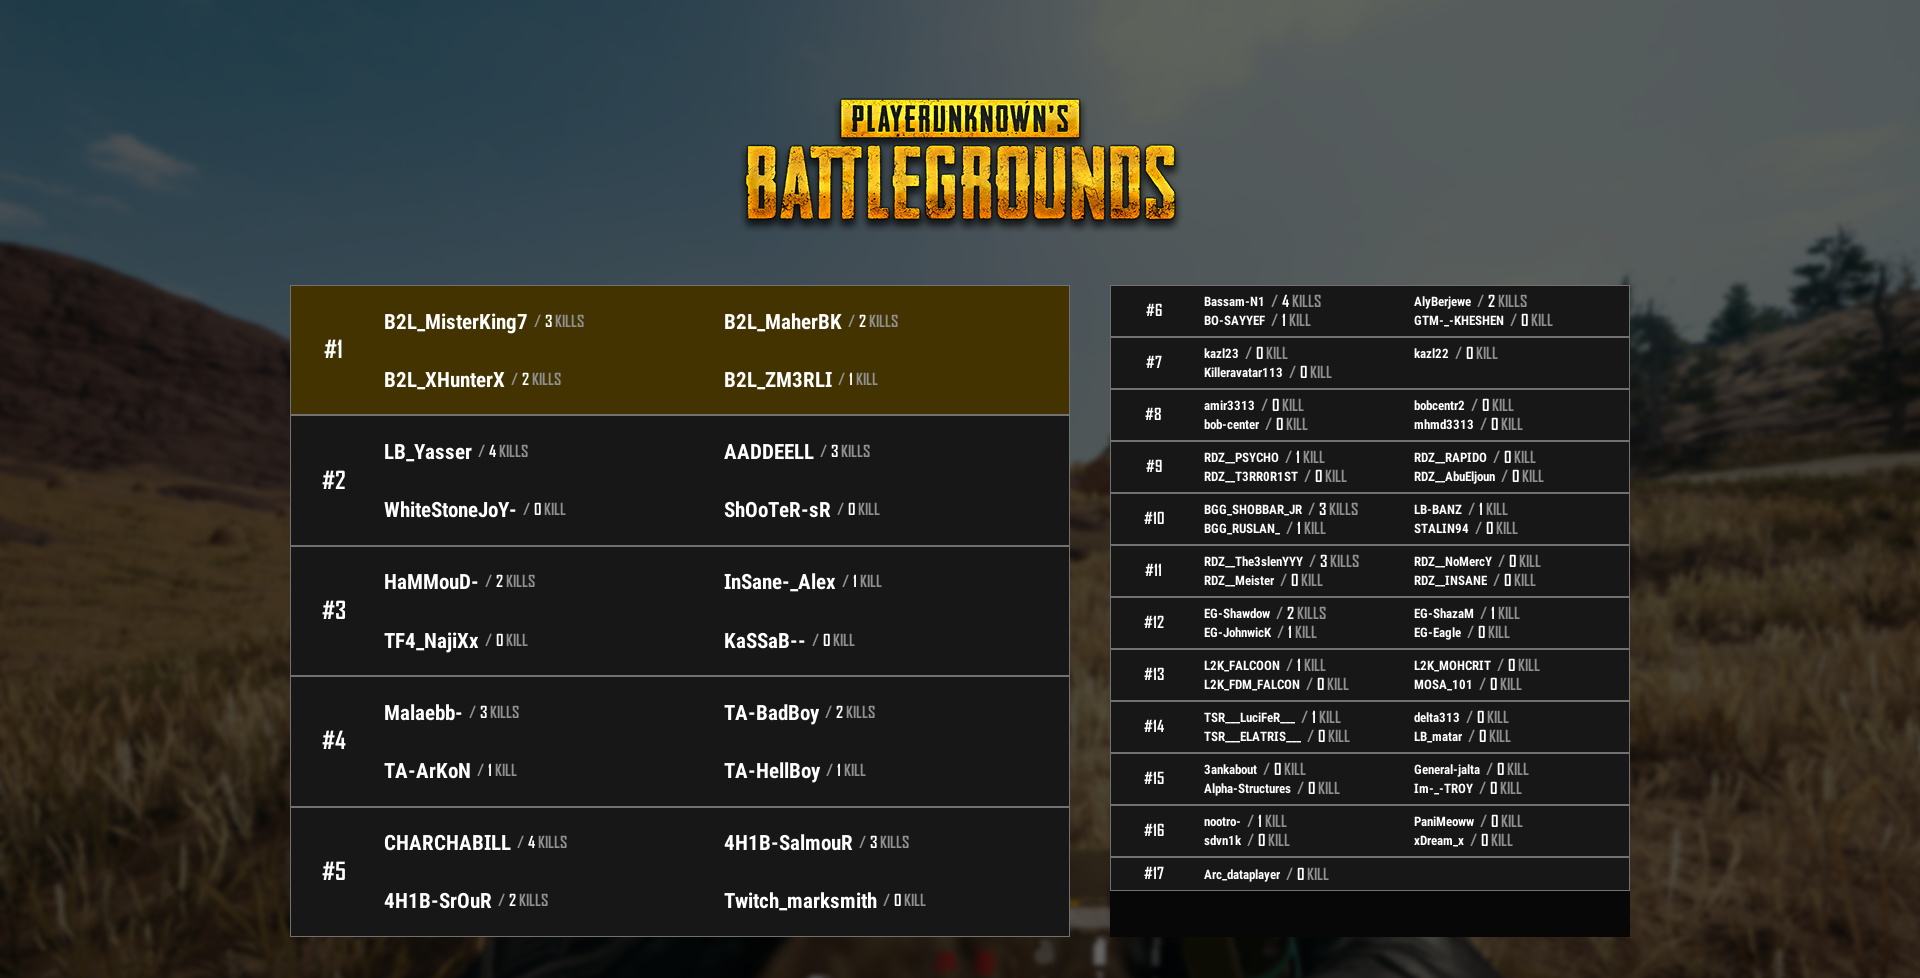 PLAYERUNKNOWN'S
BATTLEGROUNDS
#1
B2L_MisterKing7 / 3 KILLS B2L_MaherBK / 2 KILLS
B2L_XHunterX / 2 KILLS B2L_ZM3RLI / 1 KILL
#2
LB_Yasser / 4 KILLS AADDEELL / 3 KILLS
WhiteStoneJoY- / 0 KILL ShOoTeR-sR / 0 KILL
#3
HaMMouD- / 2 KILLS InSane-_Alex / 1 KILL
TF4_NajiXx / 0 KILL KaSSaB-- / 0 KILL
#4
Malaebb- / 3 KILLS TA-BadBoy / 2 KILLS
TA-ArKoN / 1 KILL TA-HellBoy / 1 KILL
#5
CHARCHABILL / 4 KILLS 4H1B-SalmouR / 3 KILLS
4H1B-SrOuR / 2 KILLS Twitch_marksmith / 0 KILL
#6
Bassam-N1 / 4 KILLS AlyBerjewe / 2 KILLS
BO-SAYYEF / 1 KILL GTM-_-KHESHEN / 0 KILL
#7
kazl23 / 0 KILL kazl22 / 0 KILL
Killeravatar113 / 0 KILL
#8
amir3313 / 0 KILL bobcentr2 / 0 KILL
bob-center / 0 KILL mhmd3313 / 0 KILL
#9
RDZ__PSYCHO / 1 KILL RDZ__RAPIDO / 0 KILL
RDZ__T3RR0R1ST / 0 KILL RDZ__AbuEljoun / 0 KILL
#10
BGG_SHOBBAR_JR / 3 KILLS LB-BANZ / 1 KILL
BGG_RUSLAN_ / 1 KILL STALIN94 / 0 KILL
#11
RDZ__The3slenYYY / 3 KILLS RDZ__NoMercY / 0 KILL
RDZ__Meister / 0 KILL RDZ__INSANE / 0 KILL
#12
EG-Shawdow / 2 KILLS EG-ShazaM / 1 KILL
EG-JohnwicK / 1 KILL EG-Eagle / 0 KILL
#13
L2K_FALCOON / 1 KILL L2K_MOHCRIT / 0 KILL
L2K_FDM_FALCON / 0 KILL MOSA_101 / 0 KILL
#14
TSR___LuciFeR___ / 1 KILL delta313 / 0 KILL
TSR___ELATRIS___ / 0 KILL LB_matar / 0 KILL
#15
3ankabout / 0 KILL General-jalta / 0 KILL
Alpha-Structures / 0 KILL Im-_-TROY / 0 KILL
#16
nootro- / 1 KILL PaniMeoww / 0 KILL
sdvn1k / 0 KILL xDream_x / 0 KILL
#17
Arc_dataplayer / 0 KILL